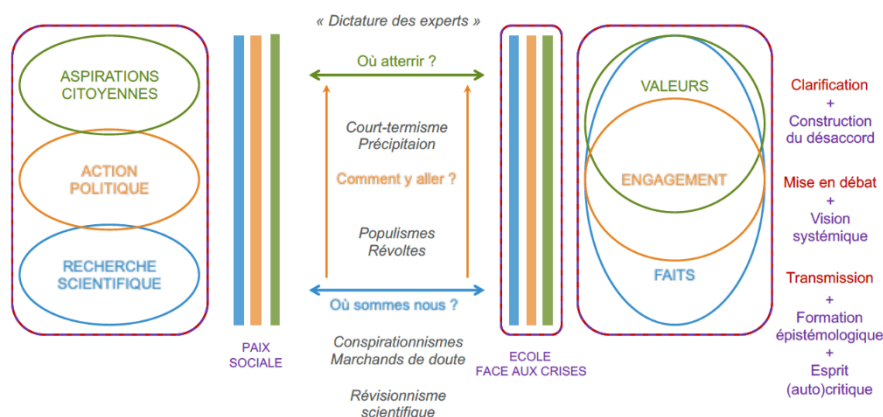 « Dictature des experts »
ASPIRATIONS
CITOYENNES
ACTION
POLITIQUE
RECHERCHE
SCIENTIFIQUE
PAIX
SOCIALE
Où atterrir ?
Court-termisme
Précipitaion
Comment y aller ?
Populismes
Révoltes
Où sommes nous ?
Conspirationnismes
Marchands de doute
Révisionnisme
scientifique
ECOLE
FACE AUX CRISES
VALEURS
ENGAGEMENT
FAITS
Clarification
+
Construction
du désaccord
Mise en débat
+
Vision
systémique
Transmission
+
Formation
épistémologique
+
Esprit
(auto)critique